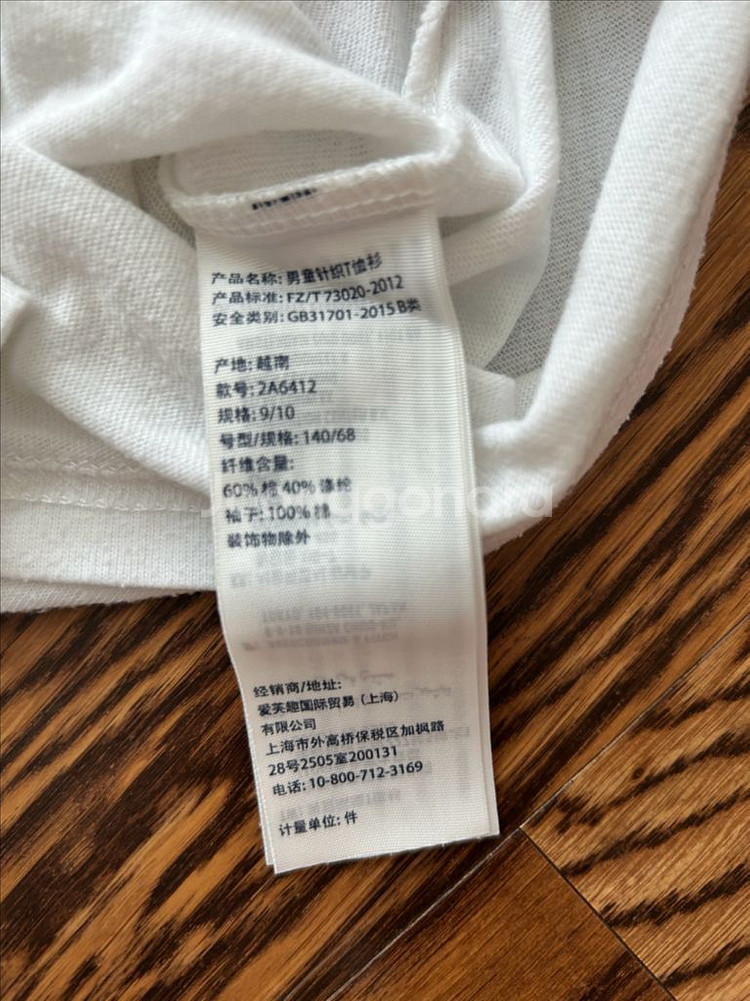 产品名称: 男童针织T恤衫
产品标准: FZ/T 73020-2012
安全类别: GB31701-2015 B类
产地: 越南
款号: 2A6412
规格: 9/10
号型/规格: 140/68
纤维含量:
60% 棉 40% 涤纶
袖子: 100% 棉
装饰物除外
经销商/地址:
爱芙趣国际贸易 (上海)
有限公司
上海市外高桥保税区加枫路
28号2505室200131
电话: 10-800-712-3169
计量单位: 件